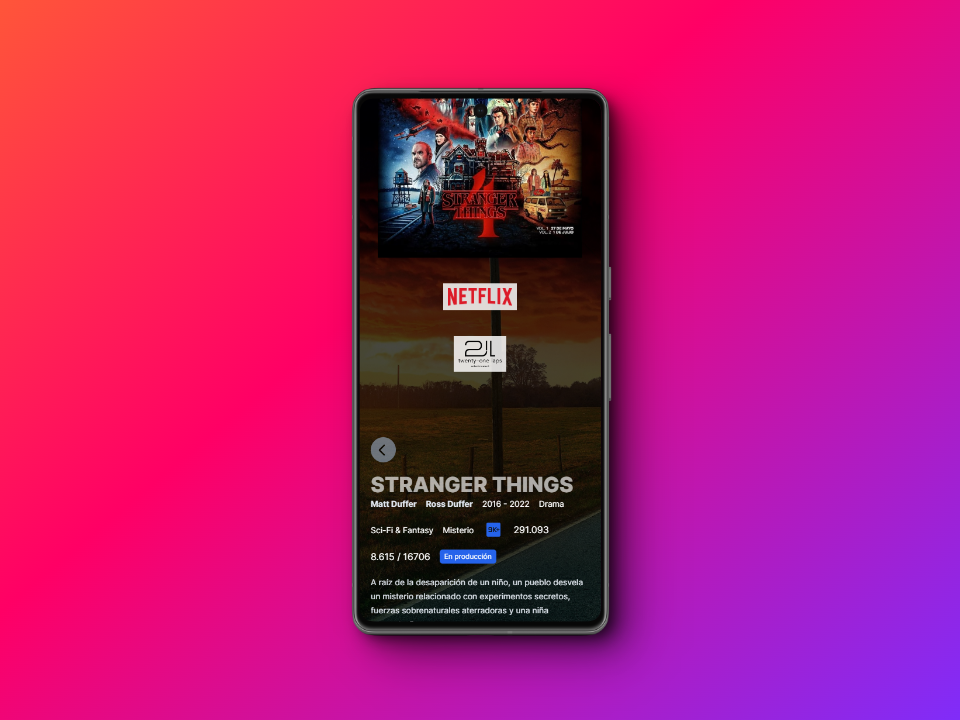 4
STRANGER
THINGS
VOL. 1 27 DE MAYO
VOL. 2 1 DE JULIO
NETFLIX
21L
twenty-one laps
STRANGER THINGS
Matt Duffer Ross Duffer 2016 - 2022 Drama
Sci-Fi & Fantasy Misterio 291.093
8.615 / 16706 En producción
A raíz de la desaparición de un niño, un pueblo desvela
un misterio relacionado con experimentos secretos,
fuerzas sobrenaturales aterradoras y una niña